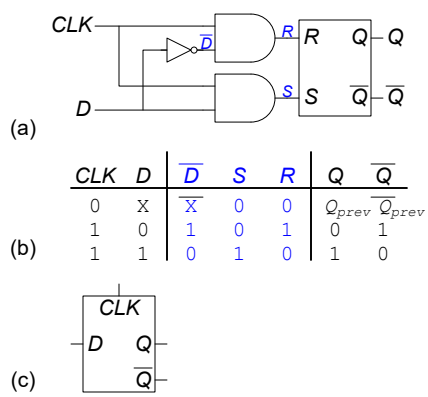 CLK
D
D̅
R
S
R Q Q
S Q̅ Q̅
(a)
CLK D D̅ S R Q Q̅
0 X X̅ 0 0 Qprev Q̅prev
1 0 1 0 1 0 1
1 1 0 1 0 1 0
(b)
CLK
D Q
Q̅
(c)